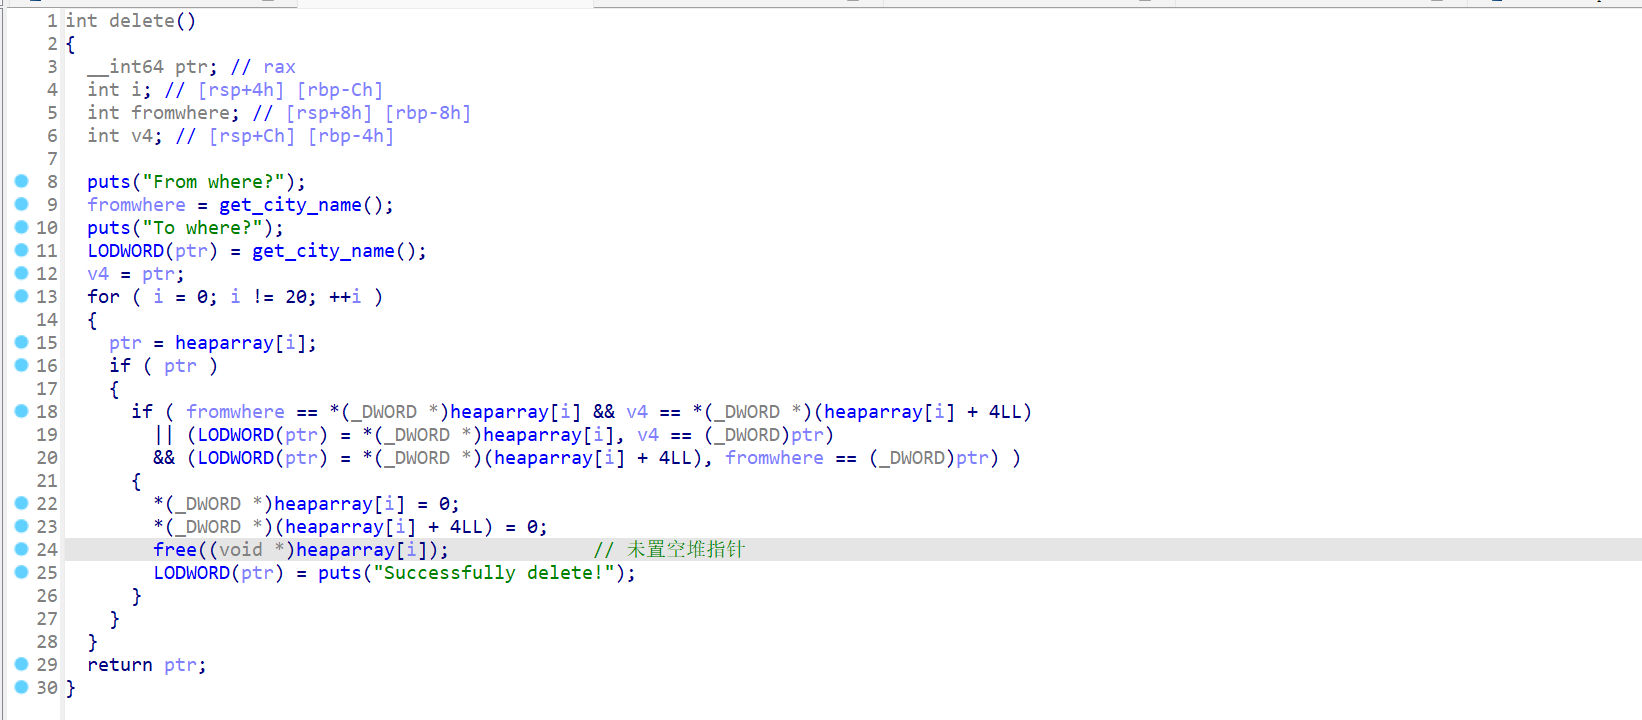 1 int delete()
2 {
3   __int64 ptr; // rax
4   int i; // [rsp+4h] [rbp-Ch]
5   int fromwhere; // [rsp+8h] [rbp-8h]
6   int v4; // [rsp+Ch] [rbp-4h]
7
8   puts("From where?");
9   fromwhere = get_city_name();
10   puts("To where?");
11   LODWORD(ptr) = get_city_name();
12   v4 = ptr;
13   for ( i = 0; i != 20; ++i )
14   {
15     ptr = heaparray[i];
16     if ( ptr )
17     {
18       if ( fromwhere == *(_DWORD *)heaparray[i] && v4 == *(_DWORD *)(heaparray[i] + 4LL)
19         || (LODWORD(ptr) = *(_DWORD *)heaparray[i], v4 == (_DWORD)ptr)
20         && (LODWORD(ptr) = *(_DWORD *)(heaparray[i] + 4LL), fromwhere == (_DWORD)ptr) )
21       {
22         *(_DWORD *)heaparray[i] = 0;
23         *(_DWORD *)(heaparray[i] + 4LL) = 0;
24         free((void *)heaparray[i]);             // 未置空堆指针
25         LODWORD(ptr) = puts("Successfully delete!");
26       }
27     }
28   }
29   return ptr;
30 }